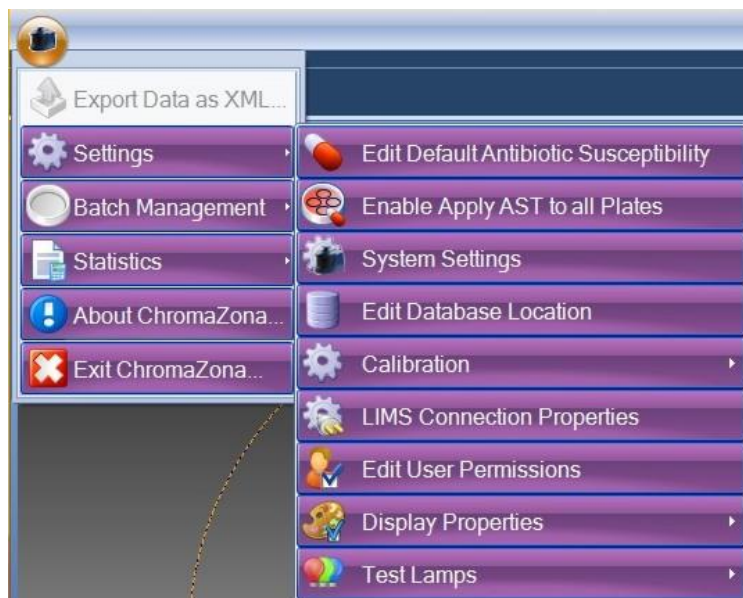 Export Data as XML...
Settings
Batch Management
Statistics
About ChromaZona...
Exit ChromaZona...
Edit Default Antibiotic Susceptibility
Enable Apply AST to all Plates
System Settings
Edit Database Location
Calibration
LIMS Connection Properties
Edit User Permissions
Display Properties
Test Lamps